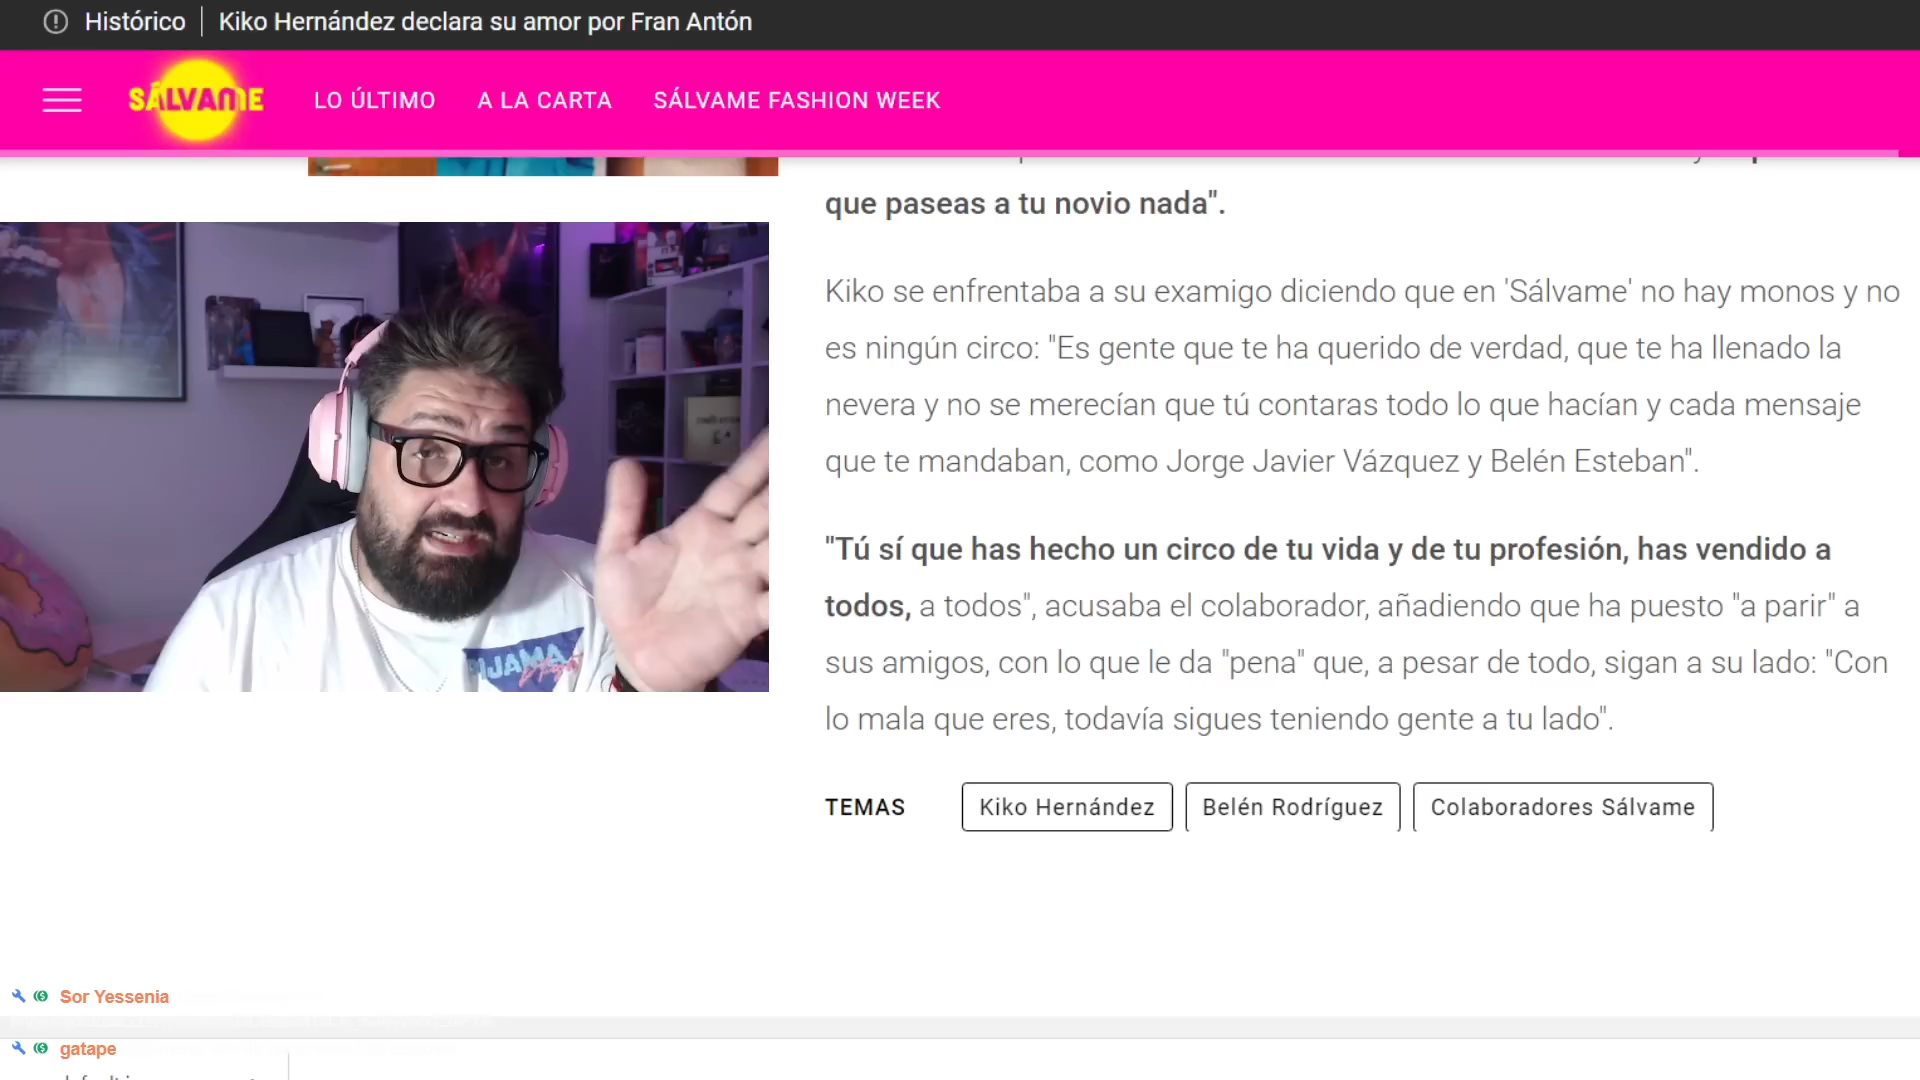 Histórico | Kiko Hernández declara su amor por Fran Antón
SÁLVAME LO ÚLTIMO A LA CARTA SÁLVAME FASHION WEEK
que paseas a tu novio nada".
Kiko se enfrentaba a su examigo diciendo que en 'Sálvame' no hay monos y no
es ningún circo: "Es gente que te ha querido de verdad, que te ha llenado la
nevera y no se merecían que tú contaras todo lo que hacían y cada mensaje
que te mandaban, como Jorge Javier Vázquez y Belén Esteban".
"Tú sí que has hecho un circo de tu vida y de tu profesión, has vendido a
todos, a todos", acusaba el colaborador, añadiendo que ha puesto "a parir" a
sus amigos, con lo que le da "pena" que, a pesar de todo, sigan a su lado: "Con
lo mala que eres, todavía sigues teniendo gente a tu lado".
TEMAS Kiko Hernández Belén Rodríguez Colaboradores Sálvame
PIJAMA
Sor Yessenia
gatape